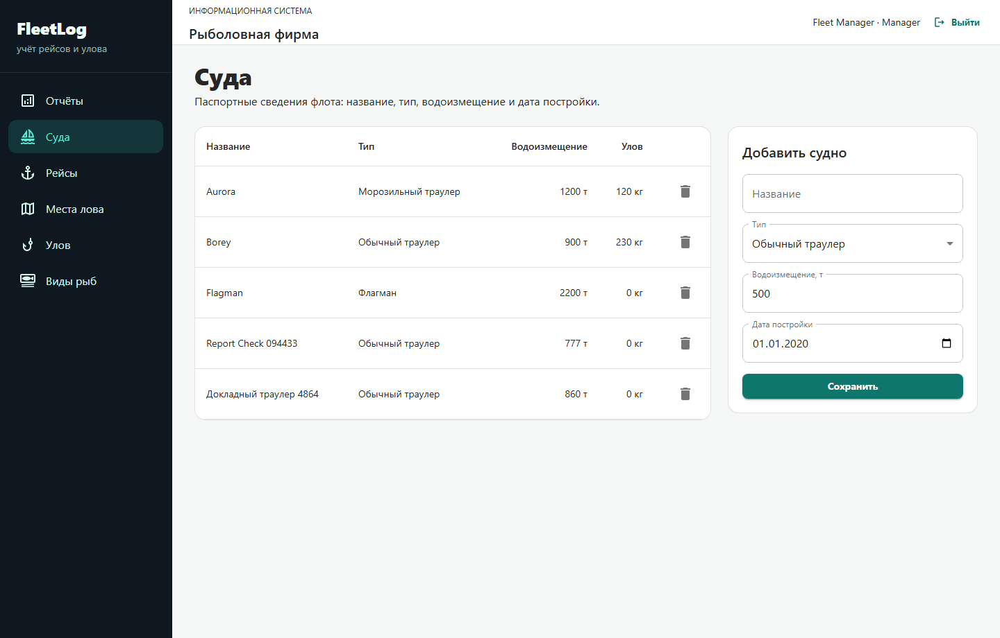 FleetLog
учёт рейсов и улова
Отчёты
Суда
Рейсы
Места лова
Улов
Виды рыб
ИНФОРМАЦИОННАЯ СИСТЕМА
Рыболовная фирма
Fleet Manager · Manager
Выйти
Суда
Паспортные сведения флота: название, тип, водоизмещение и дата постройки.
Название Тип Водоизмещение Улов
Aurora Морозильный траулер 1200 т 120 кг
Borey Обычный траулер 900 т 230 кг
Flagman Флагман 2200 т 0 кг
Report Check 094433 Обычный траулер 777 т 0 кг
Докладный траулер 4864 Обычный траулер 860 т 0 кг
Добавить судно
Название
Тип
Обычный траулер
Водоизмещение, т
500
Дата постройки
01.01.2020
Сохранить